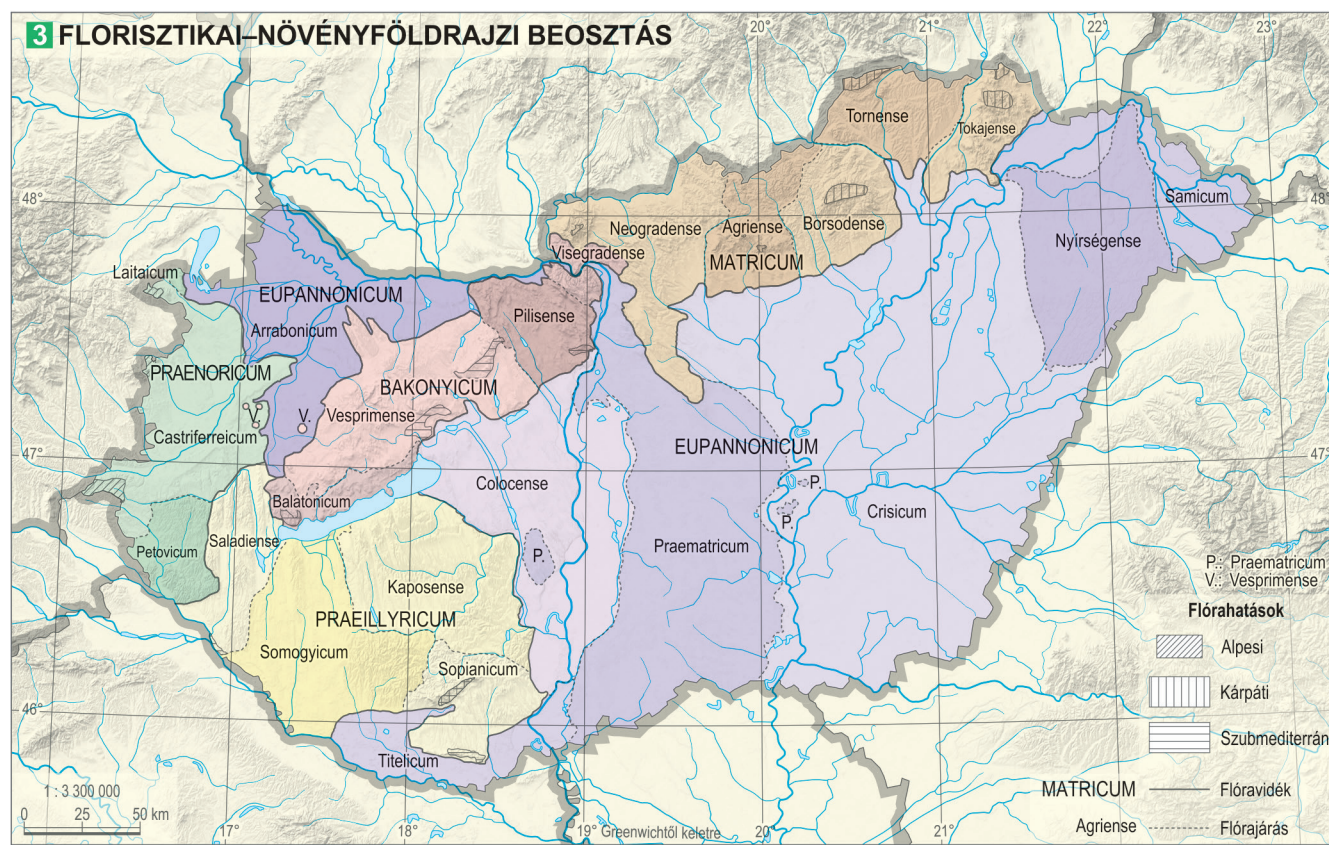 3 FLORISZTIKAI–NÖVÉNYFÖLDRAJZI BEOSZTÁS
20°
21°
22°
23°
Tornense
Tokajense
48°
48°
Samicum
Neogradense
Agriense
Borsodense
Nyírségense
Visegradense
MATRICUM
Laitaicum
EUPANNONICUM
Arrabonicum
Pilisense
PRAENORICUM
BAKONYICUM
V.
V.
Vesprimense
Castriferreicum
EUPANNONICUM
47°
47°
Colocense
P.
Balatonicum
Crisicum
P.
Saladiense
Petovicum
P.
Praematricum
Kaposense
PRAEILLYRICUM
Somogyicum
Sopianicum
46°
Titelicum
P.: Praematricum
V.: Vesprimense
Flórahatások
Alpesi
Kárpáti
Szubmediterrán
MATRICUM Flóravidék
Agriense Flórajárás
1 : 3 300 000
0 25 50 km
17°
18°
19° Greenwichtől keletre
20°
21°